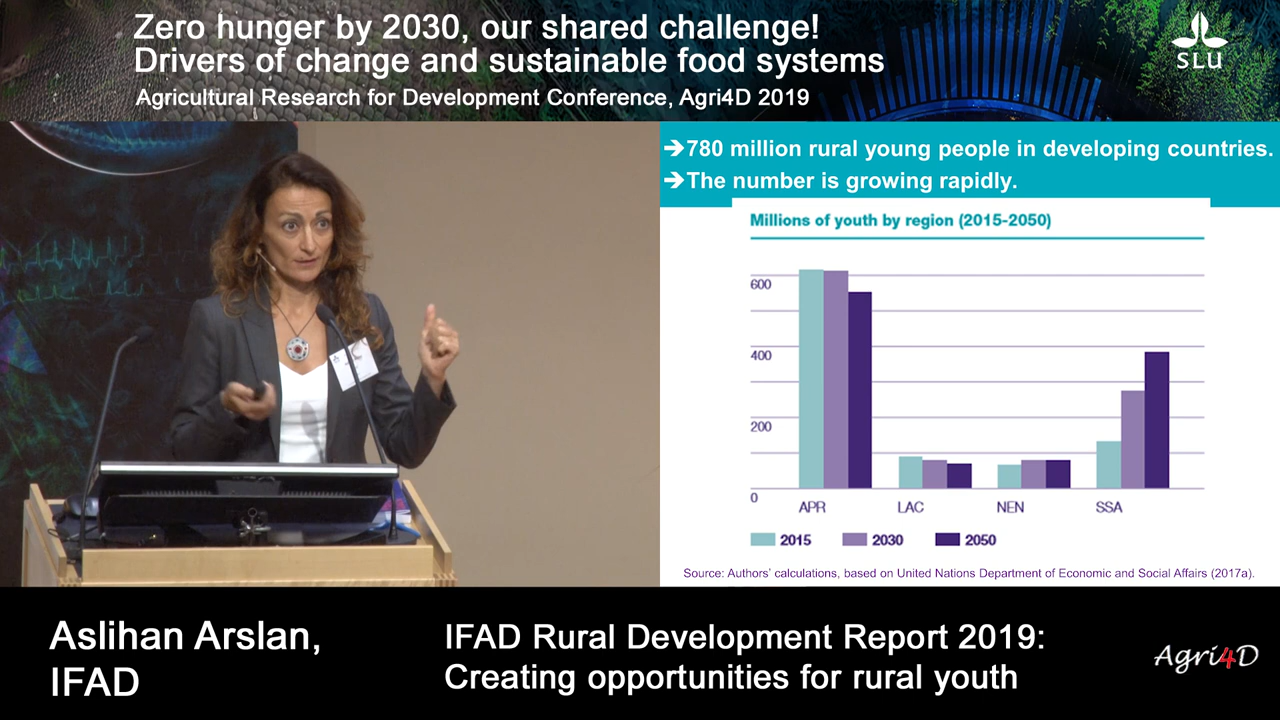 Zero hunger by 2030, our shared challenge!
Drivers of change and sustainable food systems
Agricultural Research for Development Conference, Agri4D 2019
SLU
➔780 million rural young people in developing countries.
➔The number is growing rapidly.
Millions of youth by region (2015-2050)
600
400
200
0
APR LAC NEN SSA
2015 2030 2050
Source: Authors' calculations, based on United Nations Department of Economic and Social Affairs (2017a).
Aslihan Arslan,
IFAD
IFAD Rural Development Report 2019:
Creating opportunities for rural youth
Agri4D